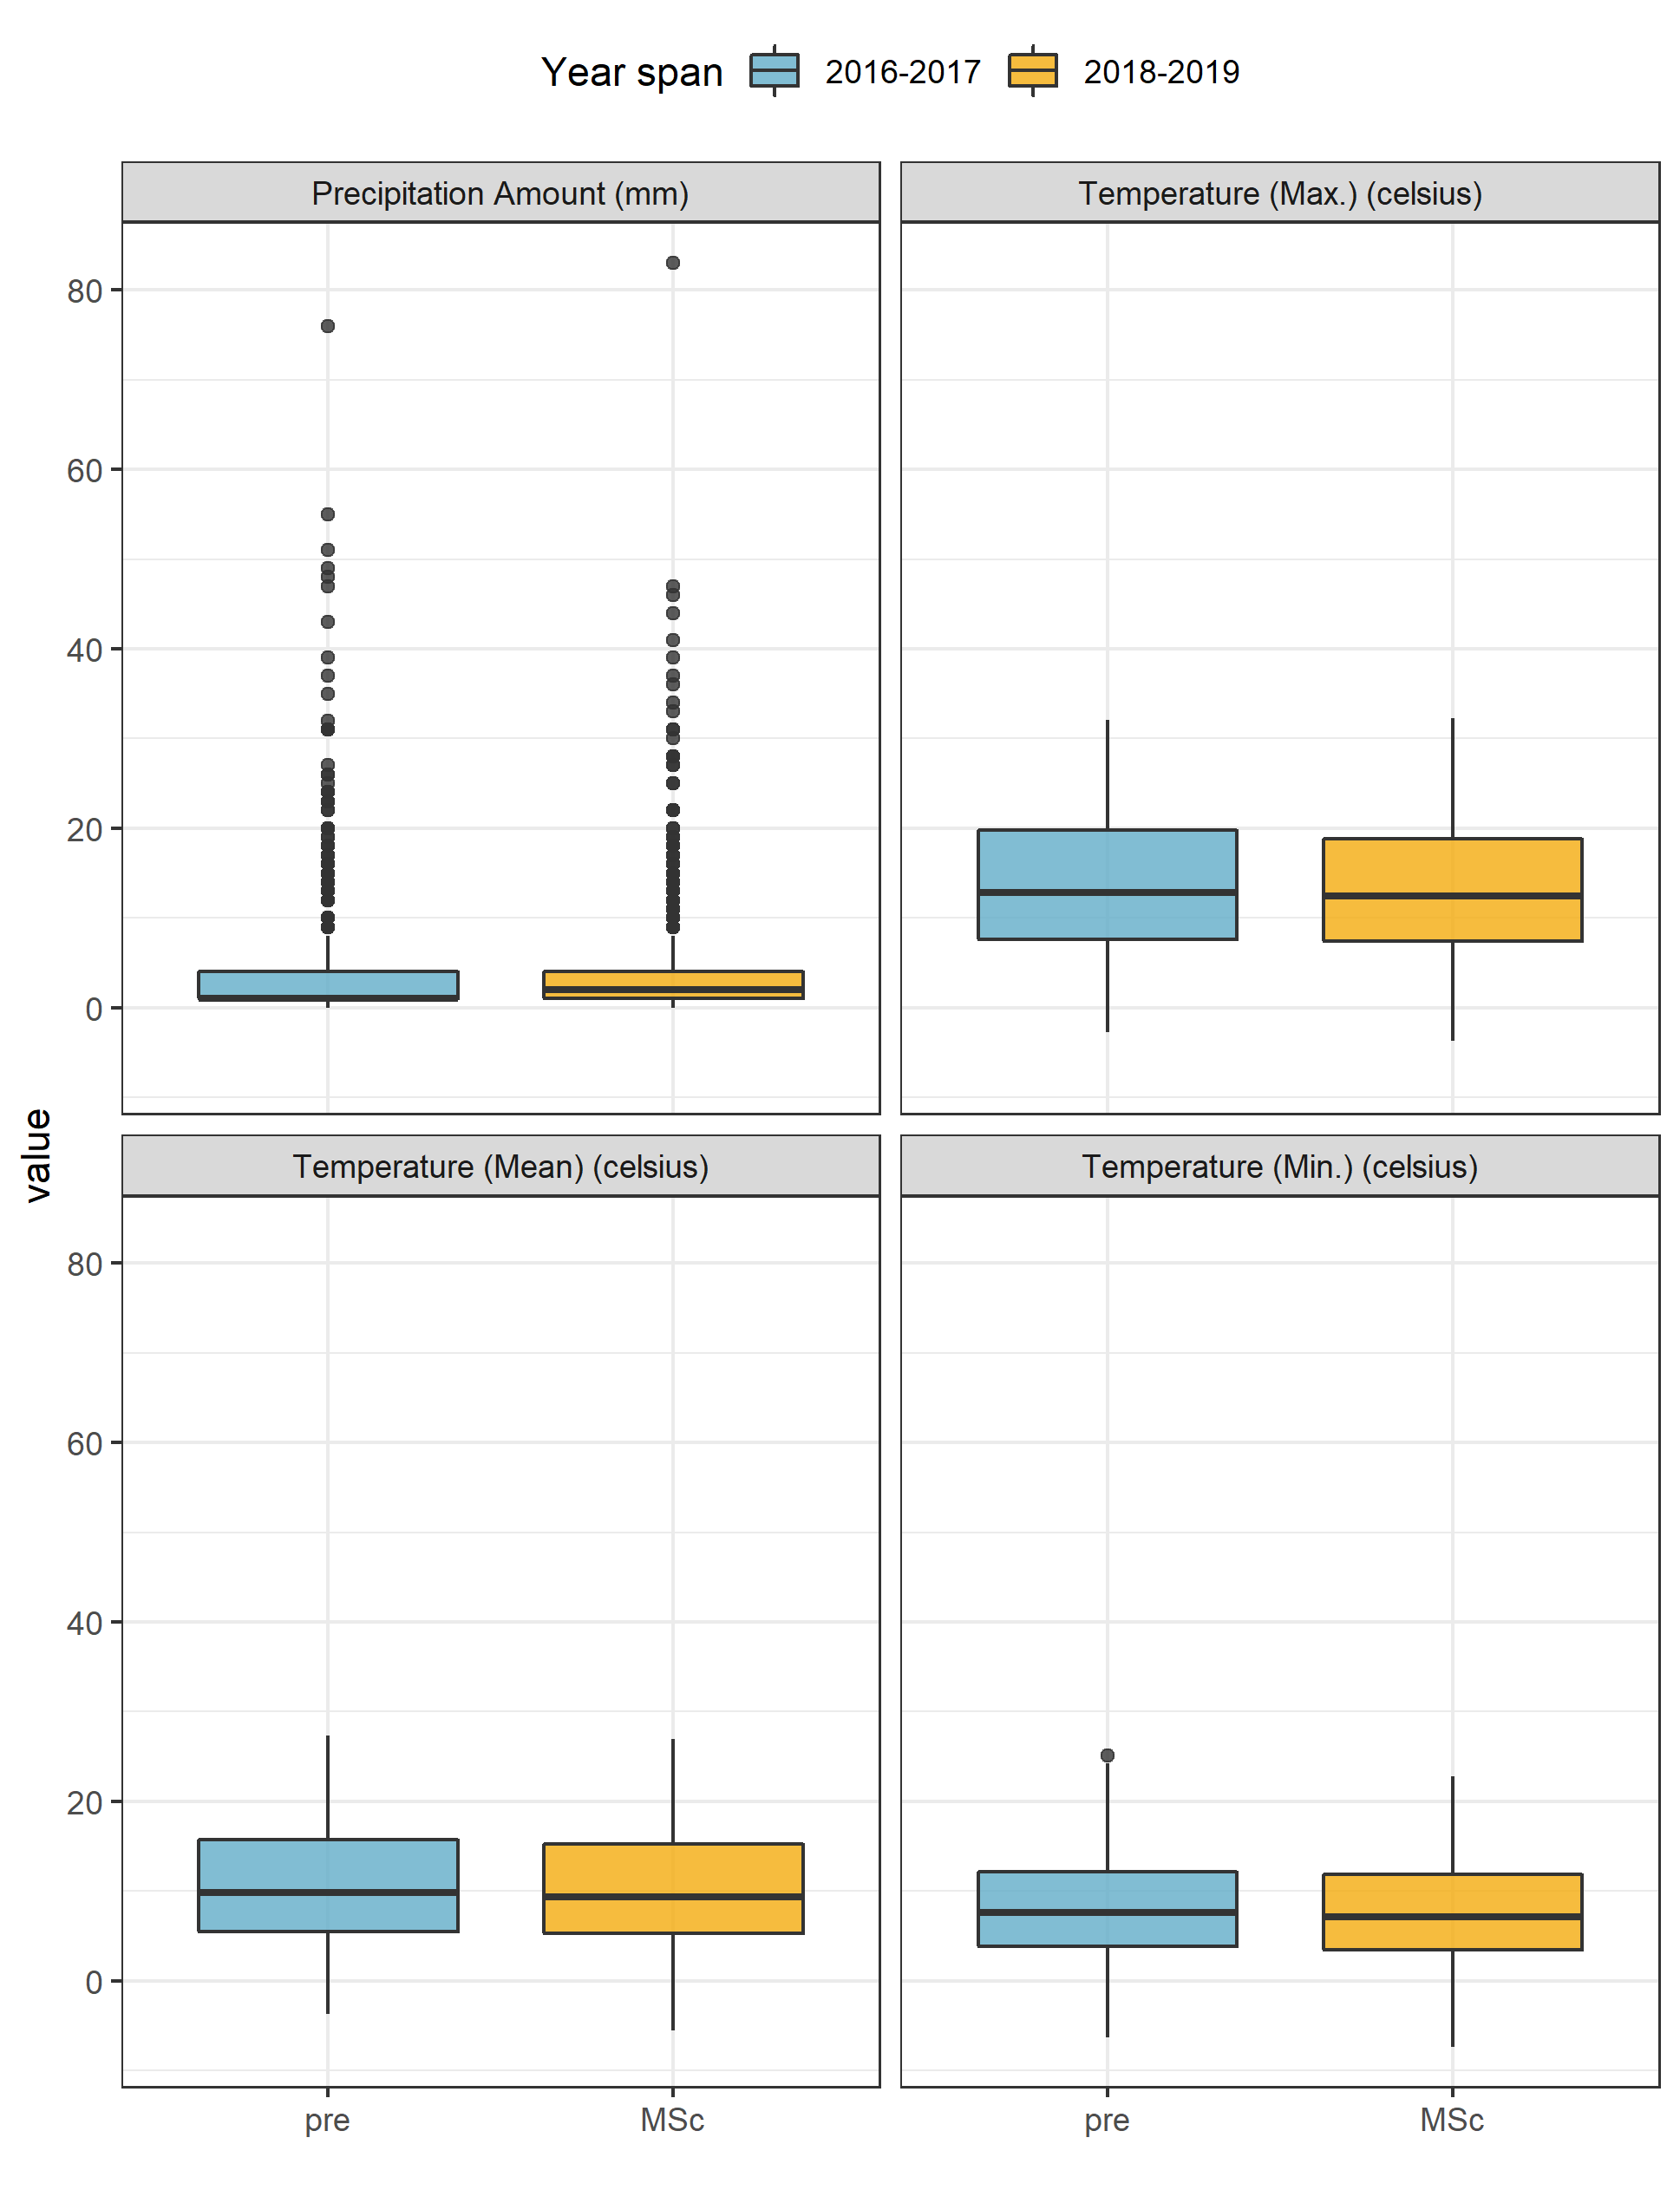 Year span 2016-2017 2018-2019
Precipitation Amount (mm) Temperature (Max.) (celsius)
80
60
40
20
0
value
Temperature (Mean) (celsius) Temperature (Min.) (celsius)
80
60
40
20
0
pre MSc pre MSc